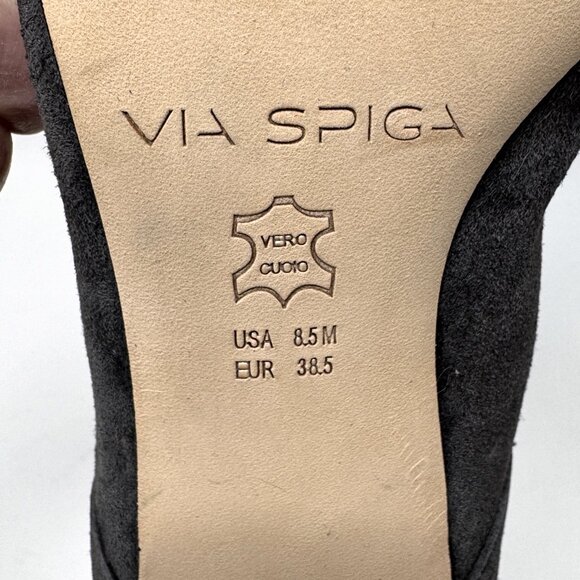 VIA SPIGA
VERO
CUOIO
USA 8.5 M
EUR 38.5